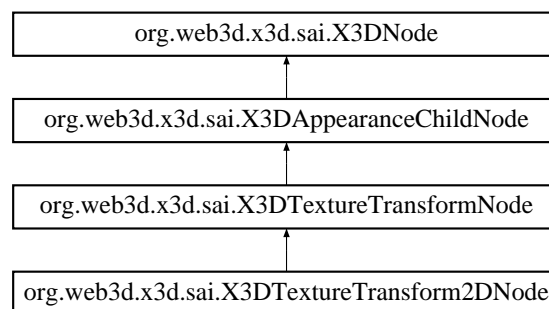 org.web3d.x3d.sai.X3DNode
org.web3d.x3d.sai.X3DAppearanceChildNode
org.web3d.x3d.sai.X3DTextureTransformNode
org.web3d.x3d.sai.X3DTextureTransform2DNode